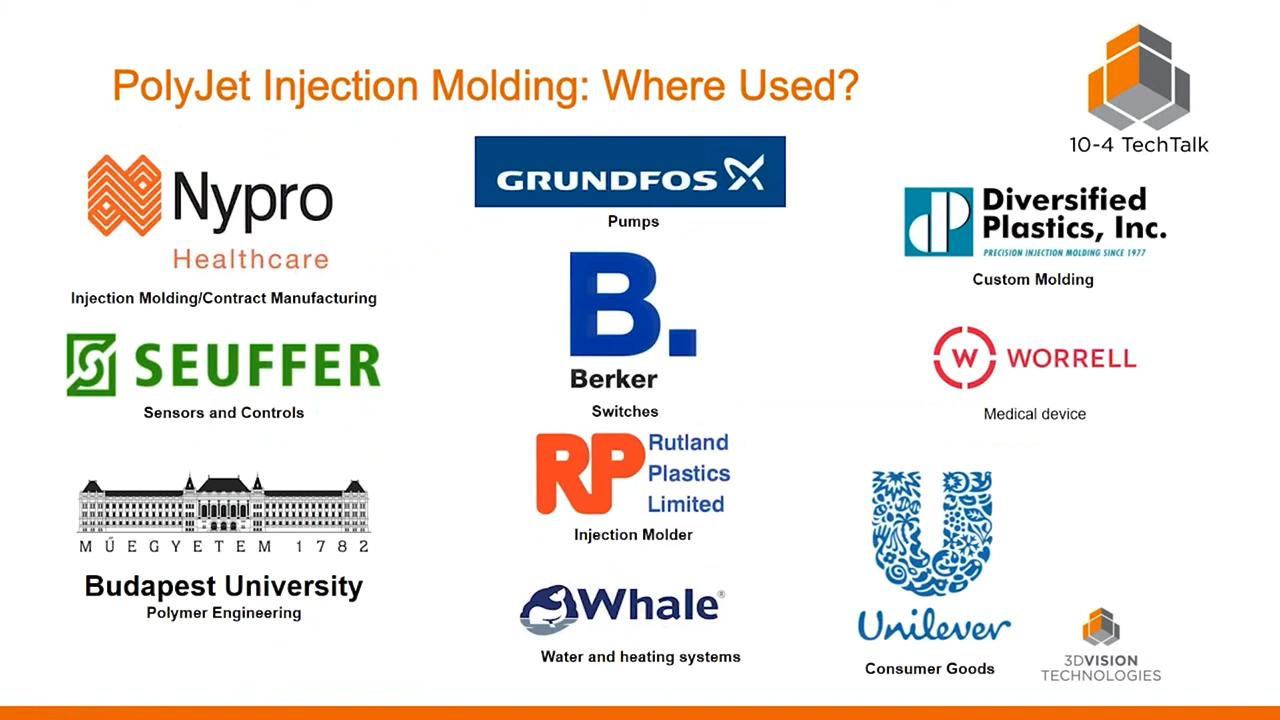 PolyJet Injection Molding: Where Used?
10-4 TechTalk
Nypro
Healthcare
Injection Molding/Contract Manufacturing
SEUFFER
Sensors and Controls
MŰEGYETEM 1782
Budapest University
Polymer Engineering
GRUNDFOS
Pumps
B.
Berker
Switches
RP
Rutland
Plastics
Limited
Injection Molder
Whale®
Water and heating systems
dp
Diversified
Plastics, Inc.
PRECISION INJECTION MOLDING SINCE 1977
Custom Molding
W WORRELL
Medical device
U
Unilever
Consumer Goods
3DVISION
TECHNOLOGIES